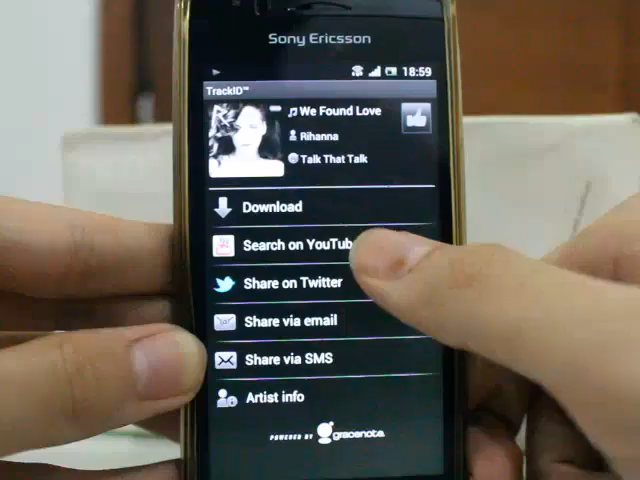 Sony Ericsson
18:59
TrackID™
We Found Love
Rihanna
Talk That Talk
Download
Search on YouTub
Share on Twitter
Share via email
Share via SMS
Artist info
POWERED BY gracenote